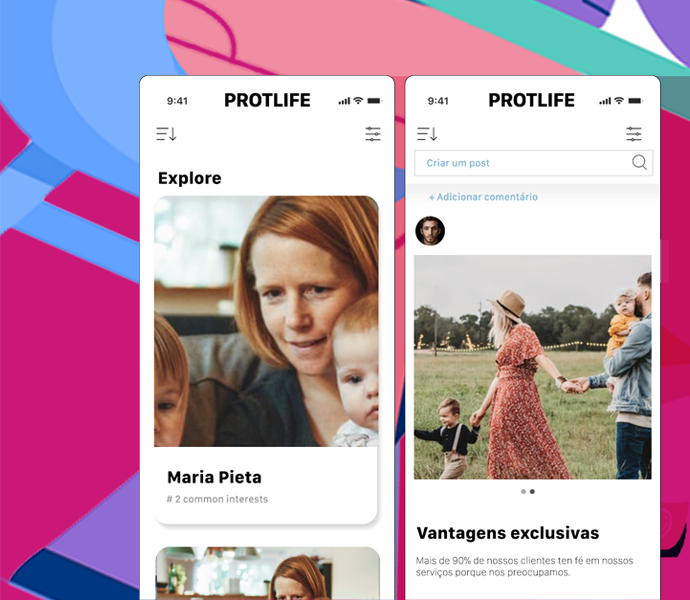 9:41
PROTLIFE
Explore
Maria Pieta
# 2 common interests
9:41
PROTLIFE
Criar um post
+ Adicionar comentário
Vantagens exclusivas
Mais de 90% de nossos clientes ten fé em nossos
serviços porque nos preocupamos.